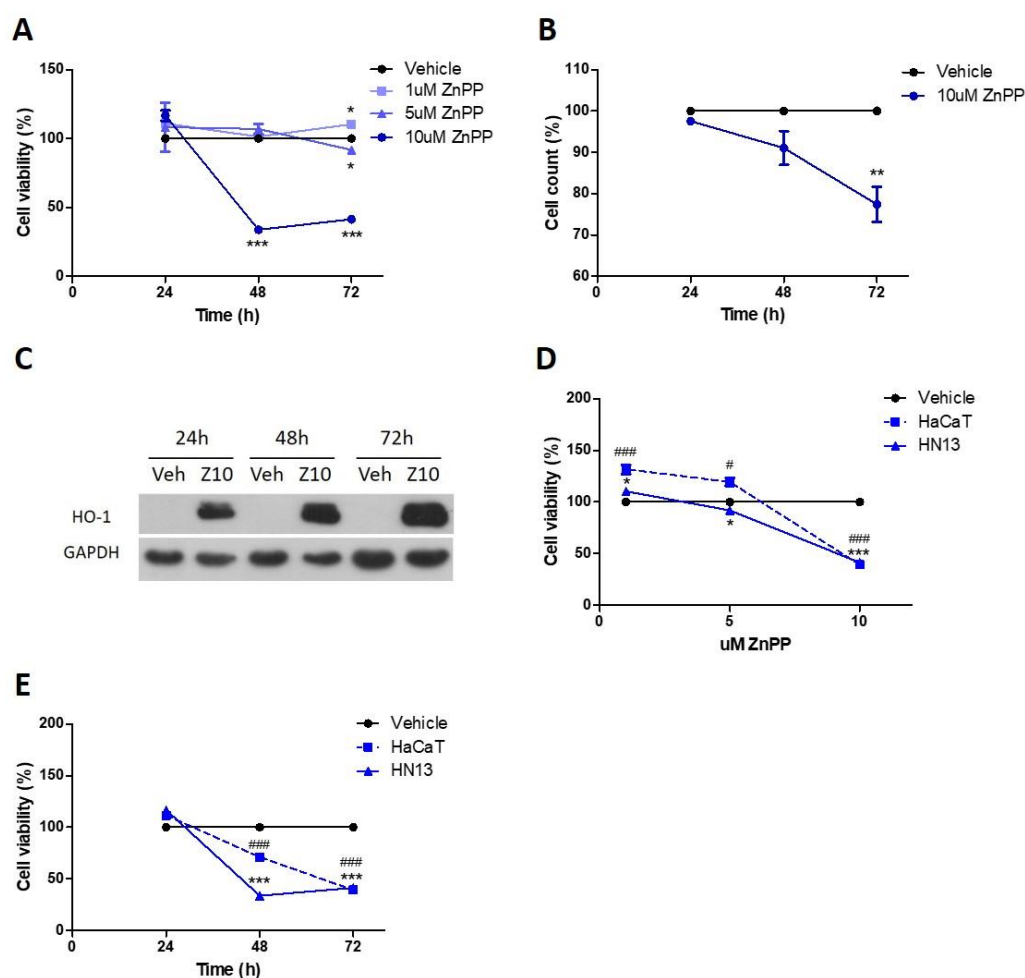 A
150
100
50
0
Cell viability (%)
0 24 48 72
Time (h)
Vehicle
1uM ZnPP
5uM ZnPP
10uM ZnPP
*
*
***
***
B
110
100
90
80
70
60
Cell count (%)
0 24 48 72
Time (h)
Vehicle
10uM ZnPP
**
C
24h 48h 72h
Veh Z10 Veh Z10 Veh Z10
HO-1
GAPDH
D
200
150
100
50
0
Cell viability (%)
0 5 10
uM ZnPP
Vehicle
HaCaT
HN13
###
*
#
*
###
***
E
200
150
100
50
0
Cell viability (%)
0 24 48 72
Time (h)
Vehicle
HaCaT
HN13
###
***
###
***